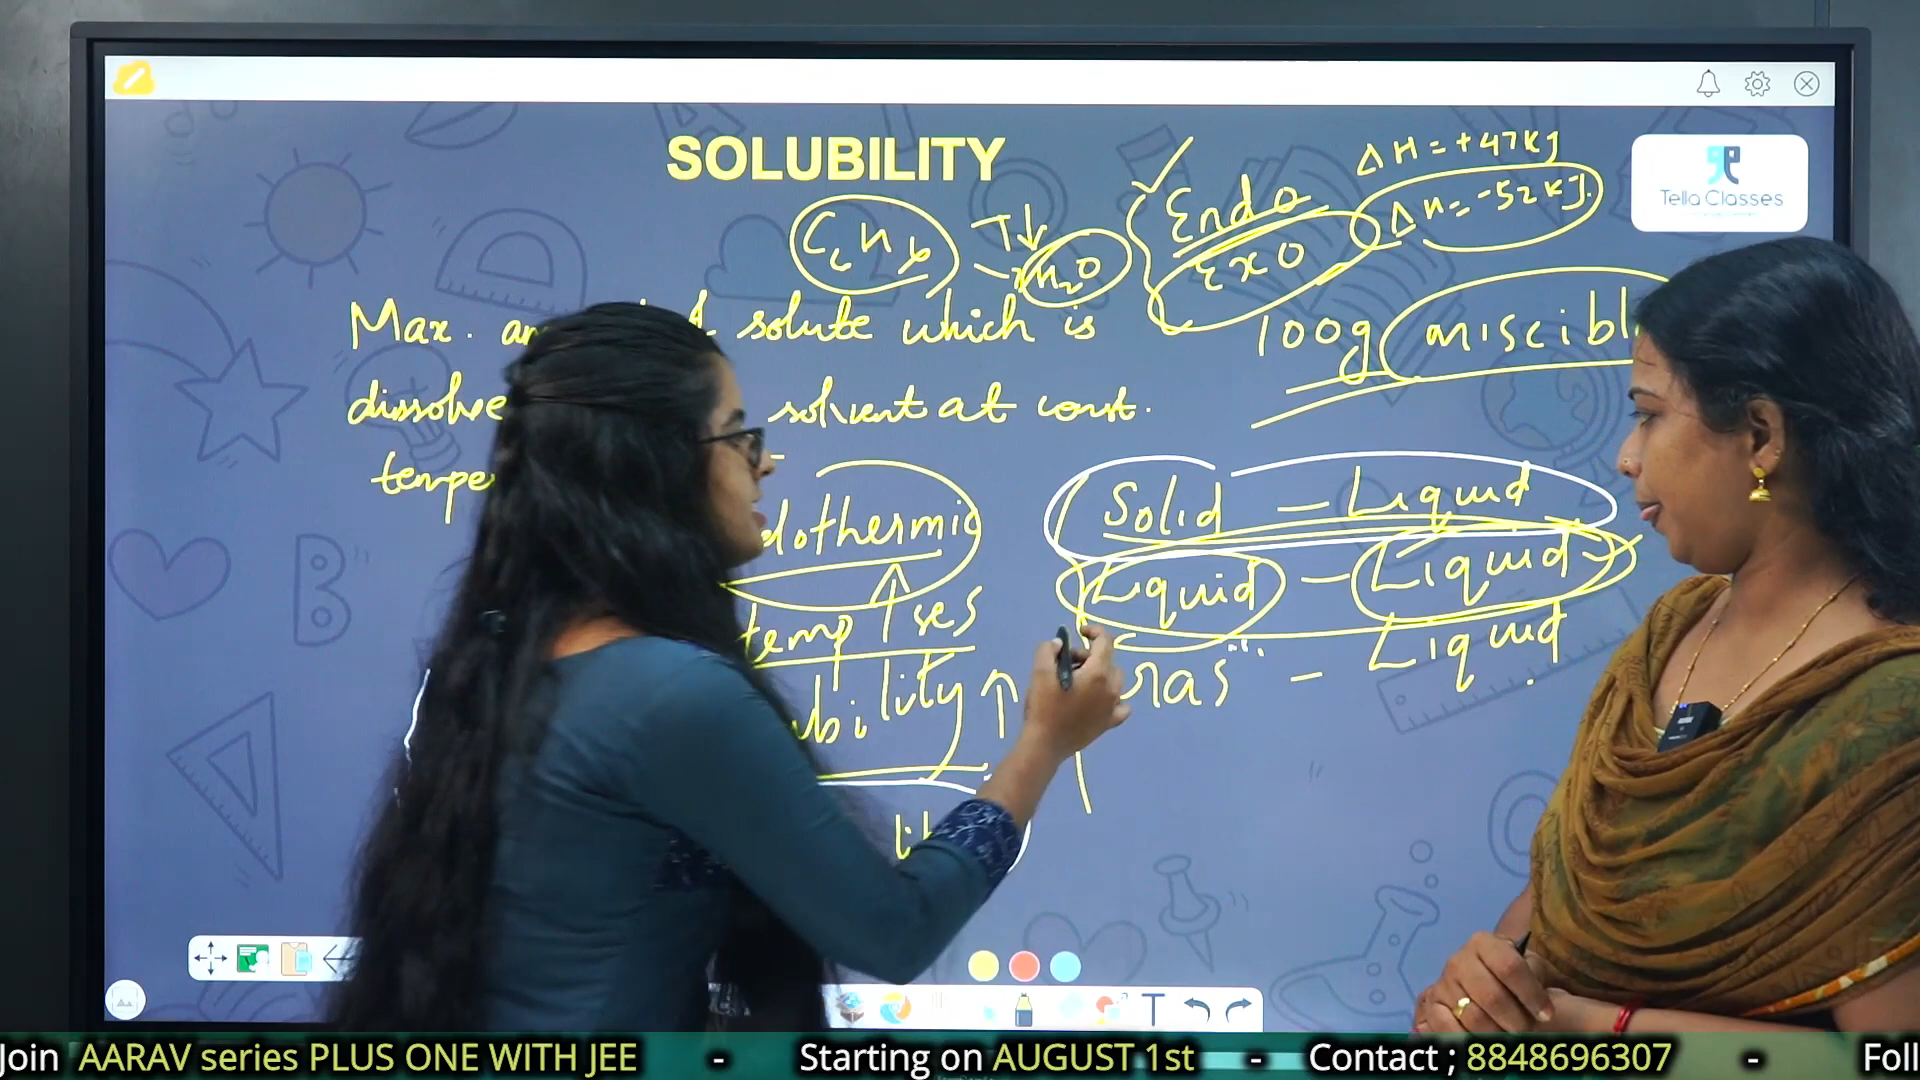 SOLUBILITY
ΔH = +47KJ
ΔH = -52KJ.
Tella Classes
C6H6 T↓ H2O Endo
Exo
Max. solute which is
100g miscibl
dissolve solvent at const.
tempe
dothermic
Solid - Liquid
Liquid - Liquid
temp ↑ses
Gas - Liquid
ubility ↑
B
T
Join AARAV series PLUS ONE WITH JEE - Starting on AUGUST 1st - Contact ; 8848696307 - Foll